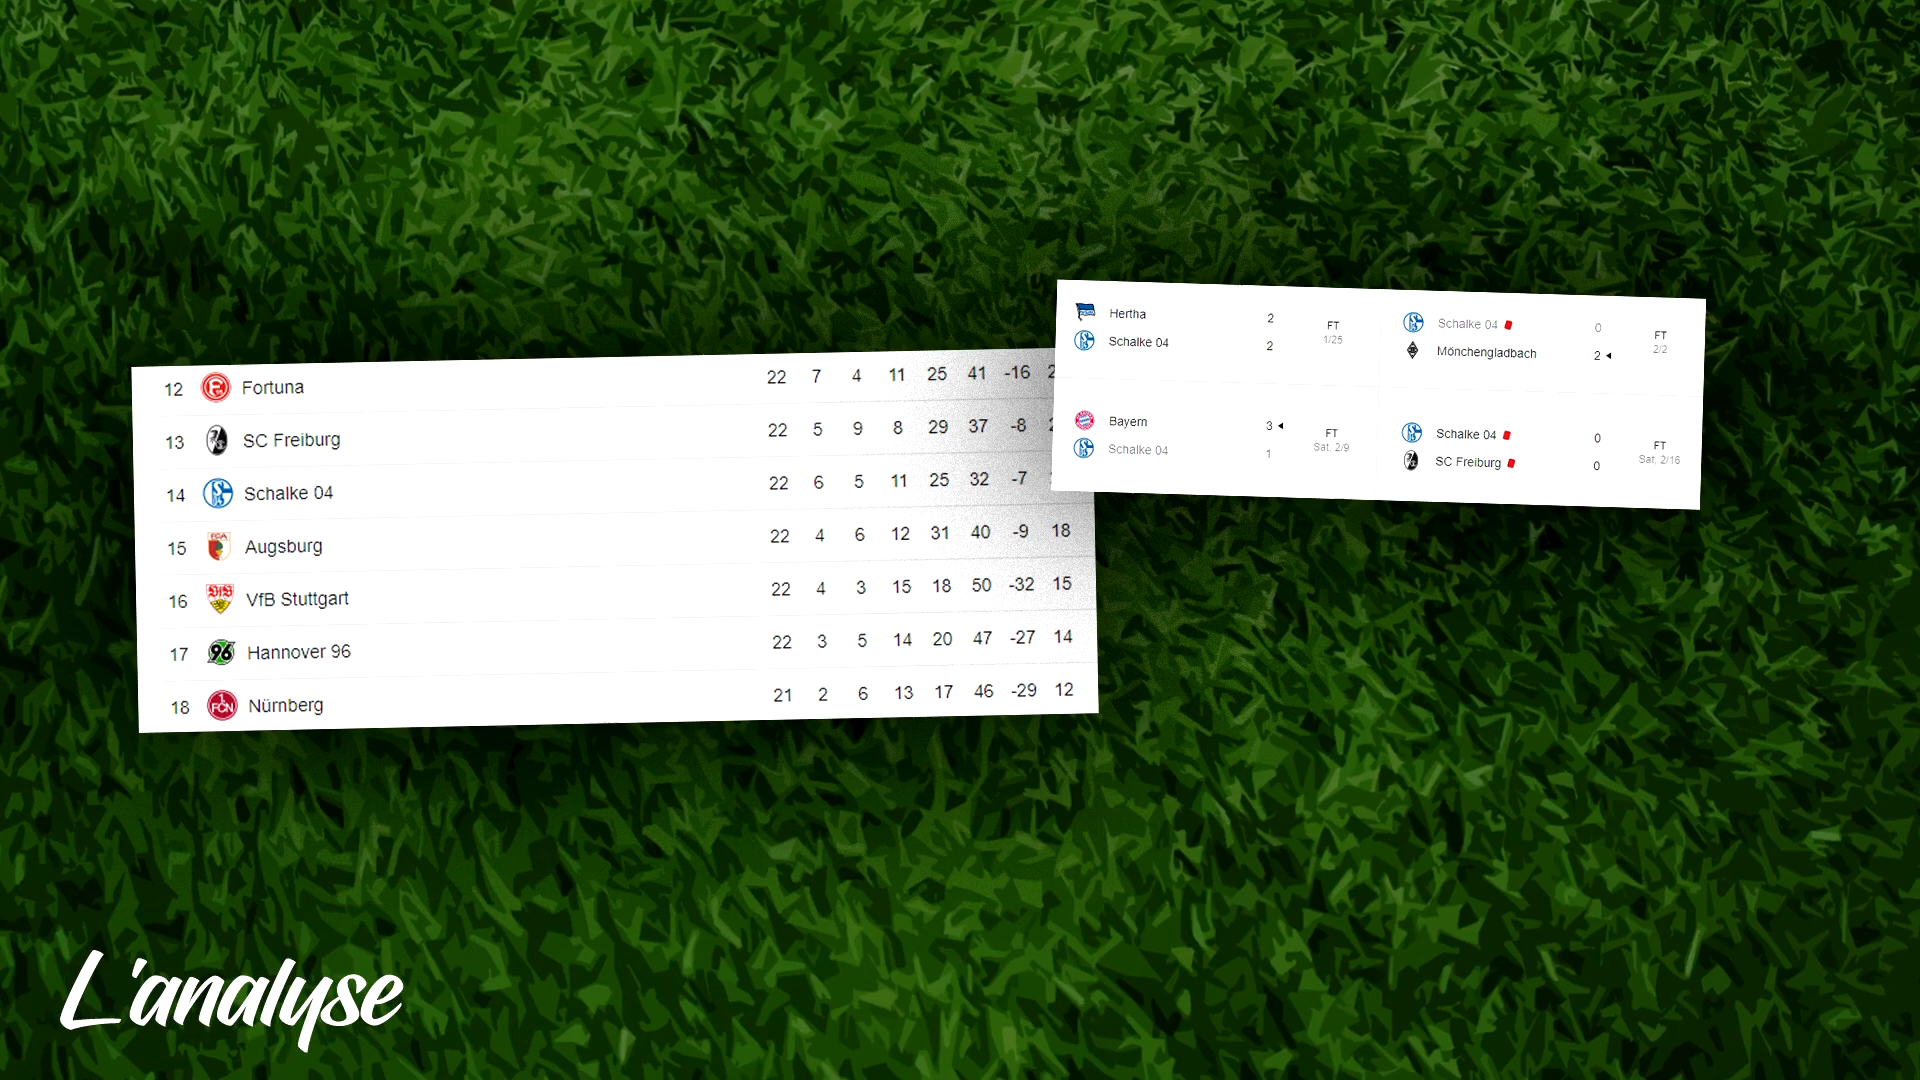 12 Fortuna 22 7 4 11 25 41 -16 2
13 SC Freiburg 22 5 9 8 29 37 -8
14 Schalke 04 22 6 5 11 25 32 -7
15 Augsburg 22 4 6 12 31 40 -9 18
16 VfB Stuttgart 22 4 3 15 18 50 -32 15
17 Hannover 96 22 3 5 14 20 47 -27 14
18 Nürnberg 21 2 6 13 17 46 -29 12
Hertha 2
Schalke 04 2
FT
1/25
Schalke 04 0
Mönchengladbach 2
FT
2/2
Bayern 3
Schalke 04 1
FT
Sat, 2/9
Schalke 04 0
SC Freiburg 0
FT
Sat, 2/16
L'analyse